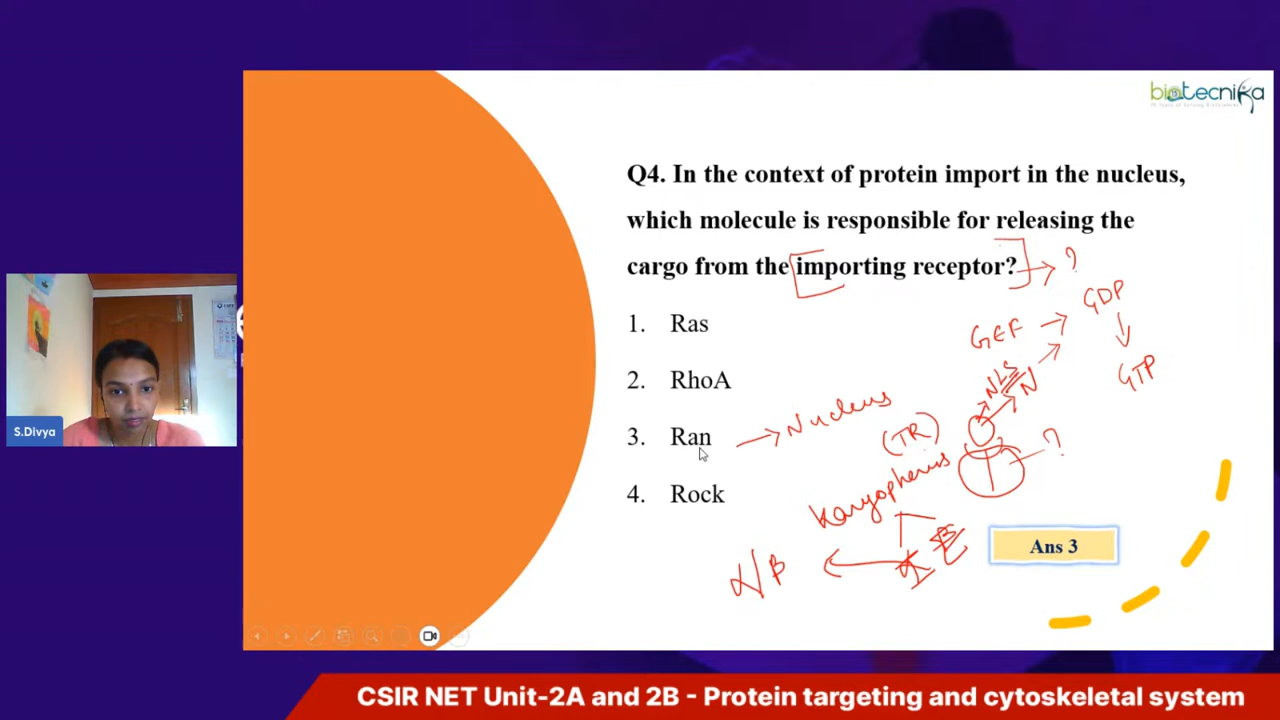 biotecnika
Q4. In the context of protein import in the nucleus,
which molecule is responsible for releasing the
cargo from the importing receptor?
?
GDP
GEF
GTP
NLS
N
1. Ras
2. RhoA
3. Ran
Nucleus
(TR)
?
4. Rock
α/β
Ans 3
S.Divya
CSIR NET Unit-2A and 2B - Protein targeting and cytoskeletal system